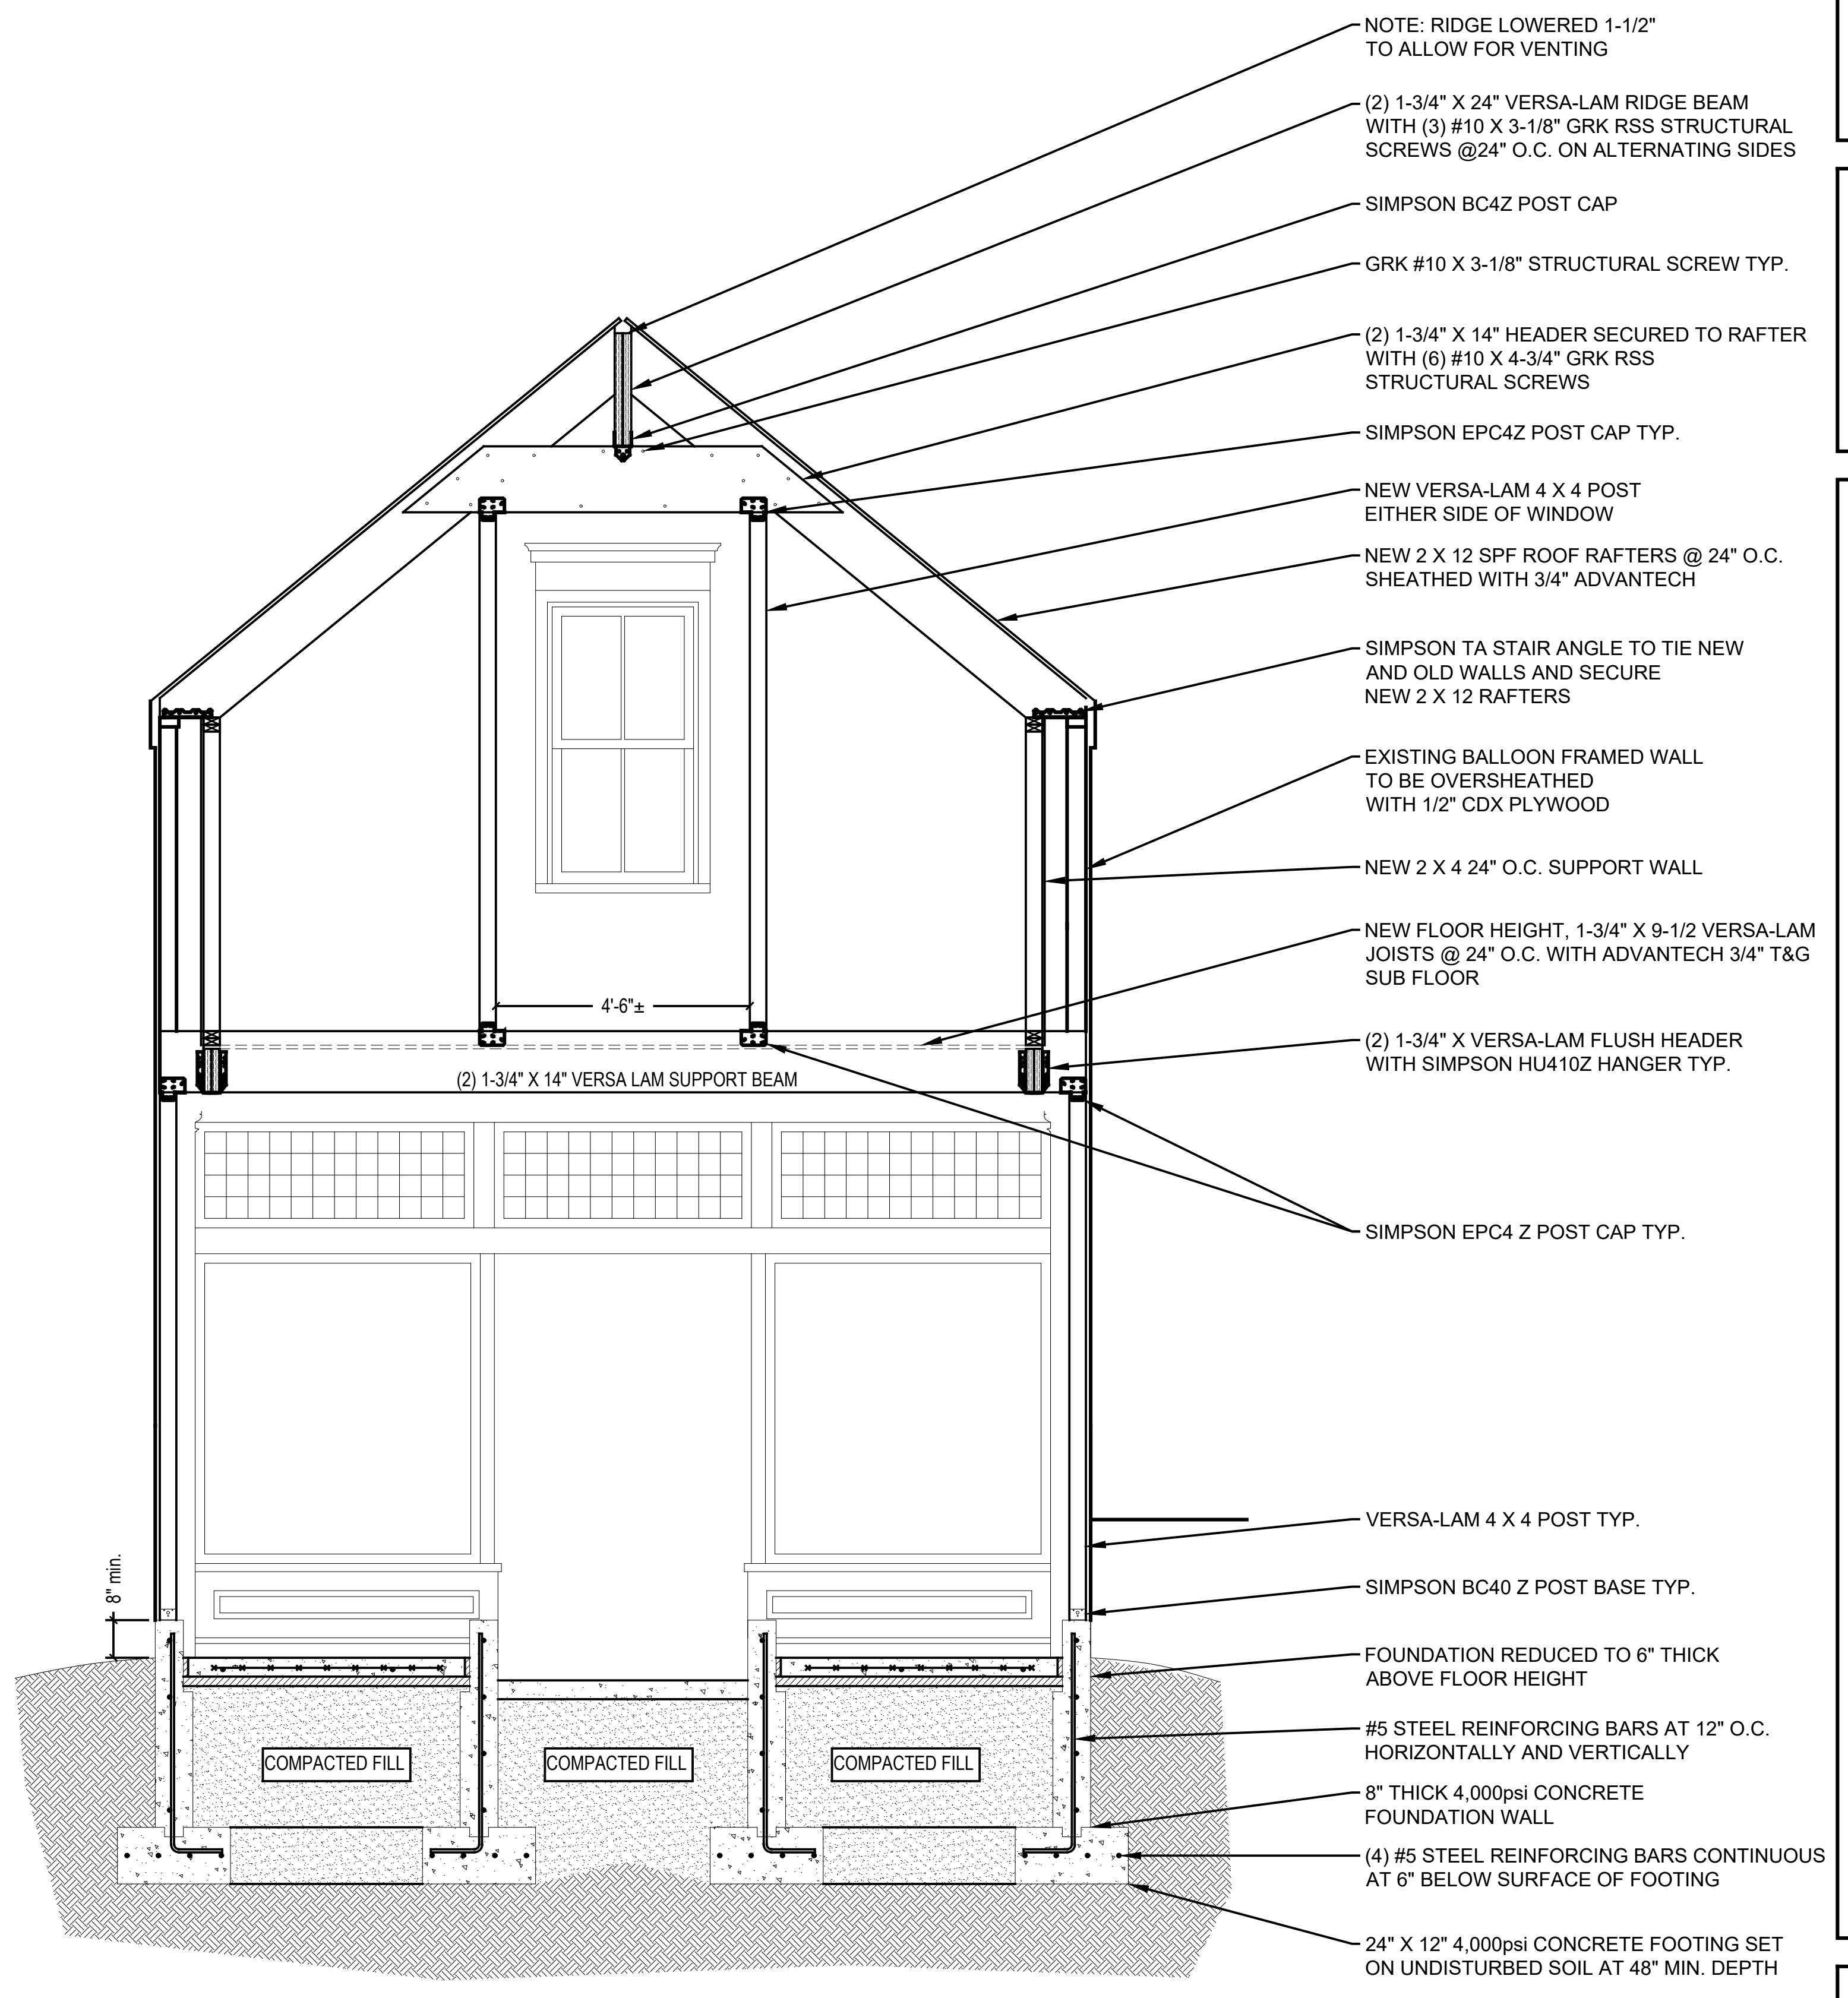 NOTE: RIDGE LOWERED 1-1/2"
TO ALLOW FOR VENTING
(2) 1-3/4" X 24" VERSA-LAM RIDGE BEAM
WITH (3) #10 X 3-1/8" GRK RSS STRUCTURAL
SCREWS @24" O.C. ON ALTERNATING SIDES
SIMPSON BC4Z POST CAP
GRK #10 X 3-1/8" STRUCTURAL SCREW TYP.
(2) 1-3/4" X 14" HEADER SECURED TO RAFTER
WITH (6) #10 X 4-3/4" GRK RSS
STRUCTURAL SCREWS
SIMPSON EPC4Z POST CAP TYP.
NEW VERSA-LAM 4 X 4 POST
EITHER SIDE OF WINDOW
NEW 2 X 12 SPF ROOF RAFTERS @ 24" O.C.
SHEATHED WITH 3/4" ADVANTECH
SIMPSON TA STAIR ANGLE TO TIE NEW
AND OLD WALLS AND SECURE
NEW 2 X 12 RAFTERS
EXISTING BALLOON FRAMED WALL
TO BE OVERSHEATHED
WITH 1/2" CDX PLYWOOD
NEW 2 X 4 24" O.C. SUPPORT WALL
NEW FLOOR HEIGHT, 1-3/4" X 9-1/2 VERSA-LAM
JOISTS @ 24" O.C. WITH ADVANTECH 3/4" T&G
SUB FLOOR
4'-6"±
(2) 1-3/4" X VERSA-LAM FLUSH HEADER
WITH SIMPSON HU410Z HANGER TYP.
(2) 1-3/4" X 14" VERSA LAM SUPPORT BEAM
SIMPSON EPC4 Z POST CAP TYP.
VERSA-LAM 4 X 4 POST TYP.
8" min.
SIMPSON BC40 Z POST BASE TYP.
FOUNDATION REDUCED TO 6" THICK
ABOVE FLOOR HEIGHT
#5 STEEL REINFORCING BARS AT 12" O.C.
HORIZONTALLY AND VERTICALLY
COMPACTED FILL
COMPACTED FILL
COMPACTED FILL
8" THICK 4,000psi CONCRETE
FOUNDATION WALL
(4) #5 STEEL REINFORCING BARS CONTINUOUS
AT 6" BELOW SURFACE OF FOOTING
24" X 12" 4,000psi CONCRETE FOOTING SET
ON UNDISTURBED SOIL AT 48" MIN. DEPTH